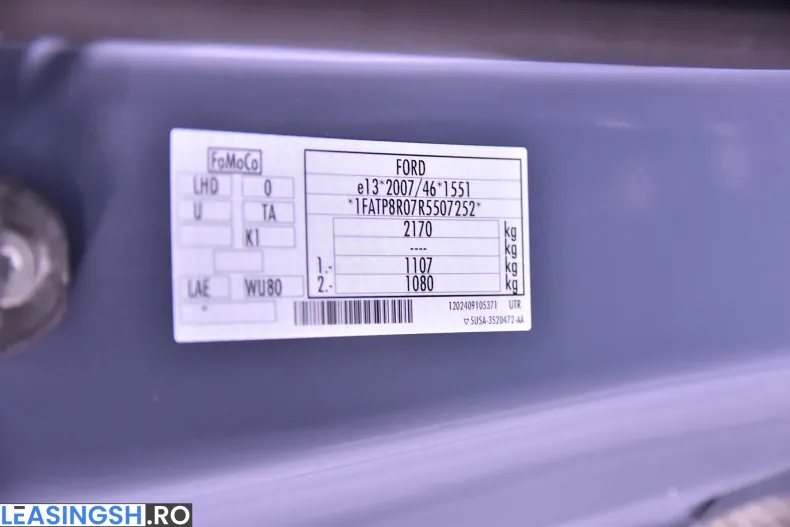 FoMoCo
LHD 0
U TA
K1
LAE WU80
*
FORD
e13*2007/46*1551
*1FATP8R07R5507252*
2170 kg
---- kg
1.- 1107 kg
2.- 1080 kg
1202409105371 UTR
▽ SU5A-3520472-AA
LEASINGSH.RO